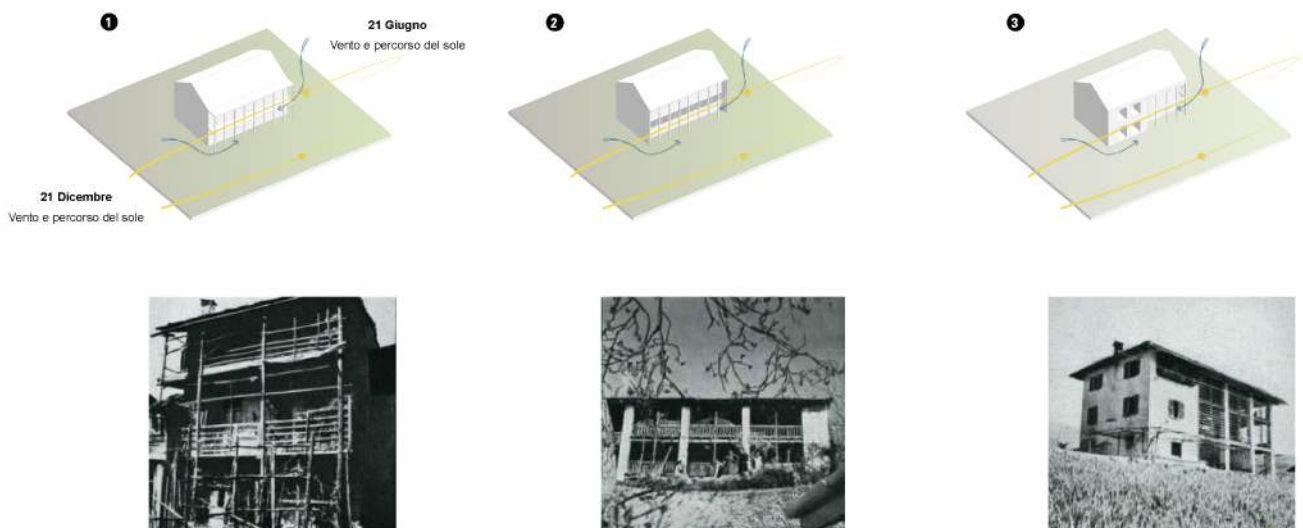 1
21 Giugno
Vento e percorso del sole
2
3
21 Dicembre
Vento e percorso del sole